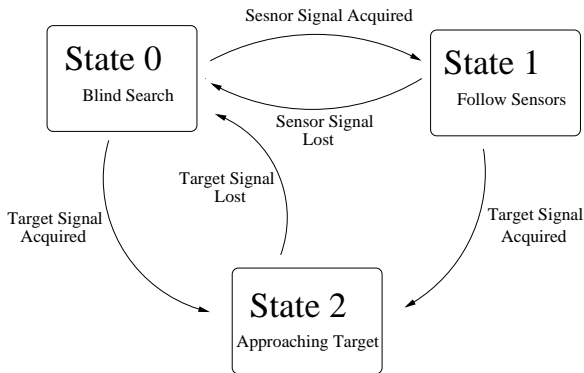 Sesnor Signal Acquired
State 0
Blind Search
State 1
Follow Sensors
Sensor Signal
Lost
Target Signal
Lost
Target Signal
Acquired
Target Signal
Acquired
State 2
Approaching Target